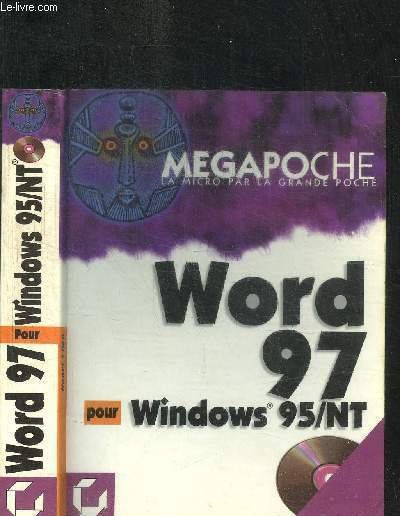 Le-livre.com
MEGAPOCHE
LA MICRO PAR LA GRANDE POCHE
Word
97
pour Windows® 95/NT
Word 97 Pour Windows 95/NT®